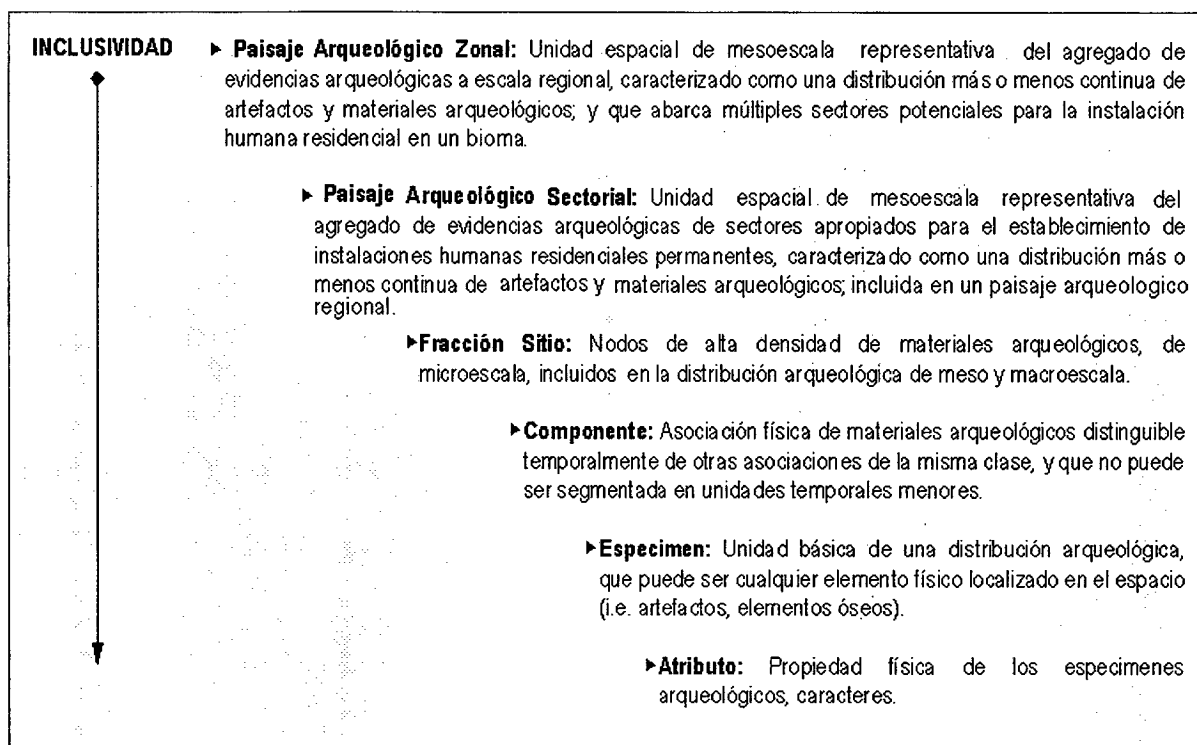 INCLUSIVIDAD
▸ Paisaje Arqueológico Zonal: Unidad espacial de mesoescala representativa del agregado de
evidencias arqueológicas a escala regional, caracterizado como una distribución más o menos continua de
artefactos y materiales arqueológicos; y que abarca múltiples sectores potenciales para la instalación
humana residencial en un bioma.
▸ Paisaje Arqueológico Sectorial: Unidad espacial de mesoescala representativa del
agregado de evidencias arqueológicas de sectores apropiados para el establecimiento de
instalaciones humanas residenciales permanentes, caracterizado como una distribución más o
menos continua de artefactos y materiales arqueológicos; incluida en un paisaje arqueologico
regional.
▸Fracción Sitio: Nodos de alta densidad de materiales arqueológicos, de
microescala, incluidos en la distribución arqueológica de meso y macroescala.
▸Componente: Asociación física de materiales arqueológicos distinguible
temporalmente de otras asociaciones de la misma clase, y que no puede
ser segmentada en unidades temporales menores.
▸Especimen: Unidad básica de una distribución arqueológica,
que puede ser cualquier elemento físico localizado en el espacio
(i.e. artefactos, elementos óseos).
▸Atributo: Propiedad física de los especimenes
arqueológicos, caracteres.